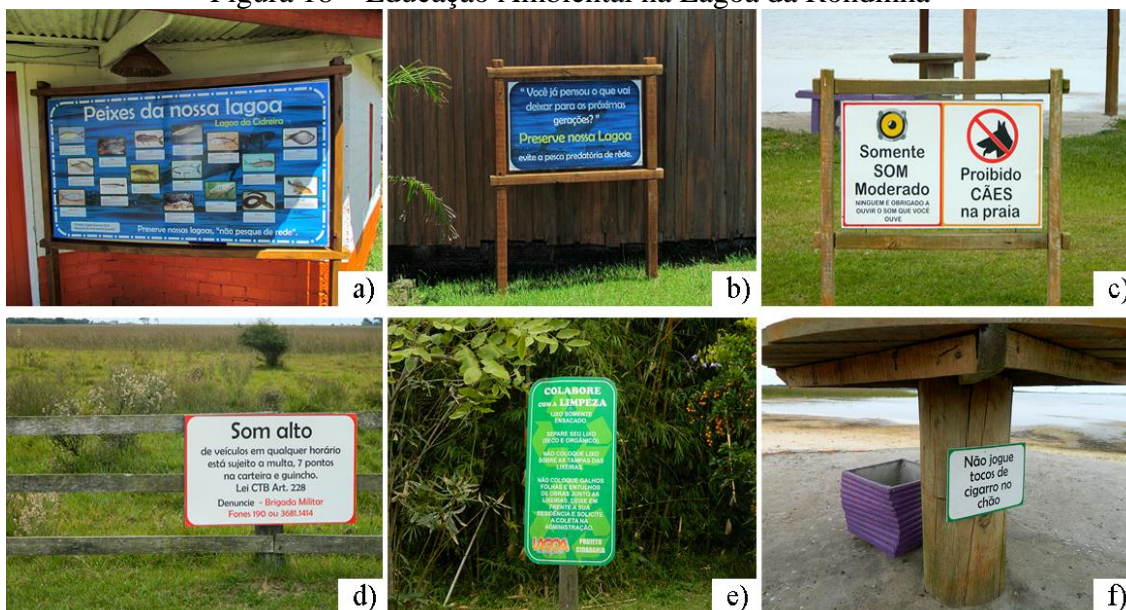 Educação Ambiental na Lagoa da Rondinha
Peixes da nossa lagoa
Lagoa da Cidreira
Preserve nossas lagoas, "não pesque de rede".
a)
" Você já pensou o que vai
deixar para as próximas
gerações? "
Preserve nossa Lagoa
evite a pesca predatória de rêde.
b)
Somente
SOM
Moderado
NINGUEM É OBRIGADO A
OUVIR O SOM QUE VOCÊ
OUVE
Proibido
CÃES
na praia
c)
Som alto
de veículos em qualquer horário
está sujeito a multa, 7 pontos
na carteira e guincho.
Lei CTB Art. 228
Denuncie - Brigada Militar
Fones 190 ou 3681.1414
d)
COLABORE
COM A LIMPEZA
LIXO SOMENTE
ENSACADO.
SEPARE SEU LIXO
(SECO E ORGÂNICO).
NÃO COLOQUE LIXO
SOBRE AS TAMPAS DAS
LIXEIRAS.
NÃO COLOQUE GALHOS
FOLHAS E ENTULHOS
DE OBRAS JUNTO AS
LIXEIRAS. DEIXE EM
FRENTE A SUA
RESIDÊNCIA E SOLICITE
A COLETA NA
ADMINISTRAÇÃO.
LAGOA
PROJETO
CIDADANIA
e)
Não jogue
tocos de
cigarro no
chão
f)